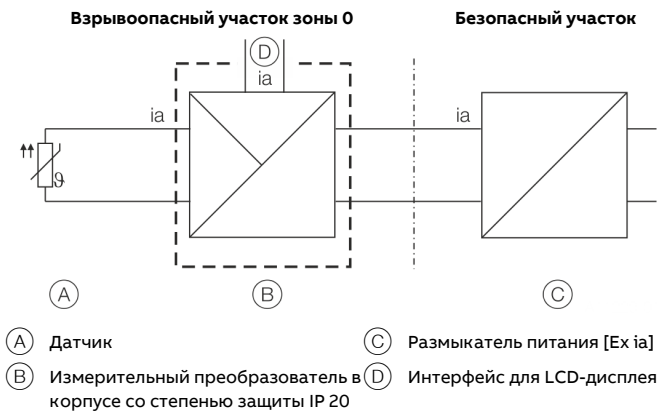 Взрывоопасный участок зоны 0
Безопасный участок
D
ia
ia
ia
ϑ
A
B
C
A Датчик
C Размыкатель питания [Ex ia]
B Измерительный преобразователь в
корпусе со степенью защиты IP 20
D Интерфейс для LCD-дисплея